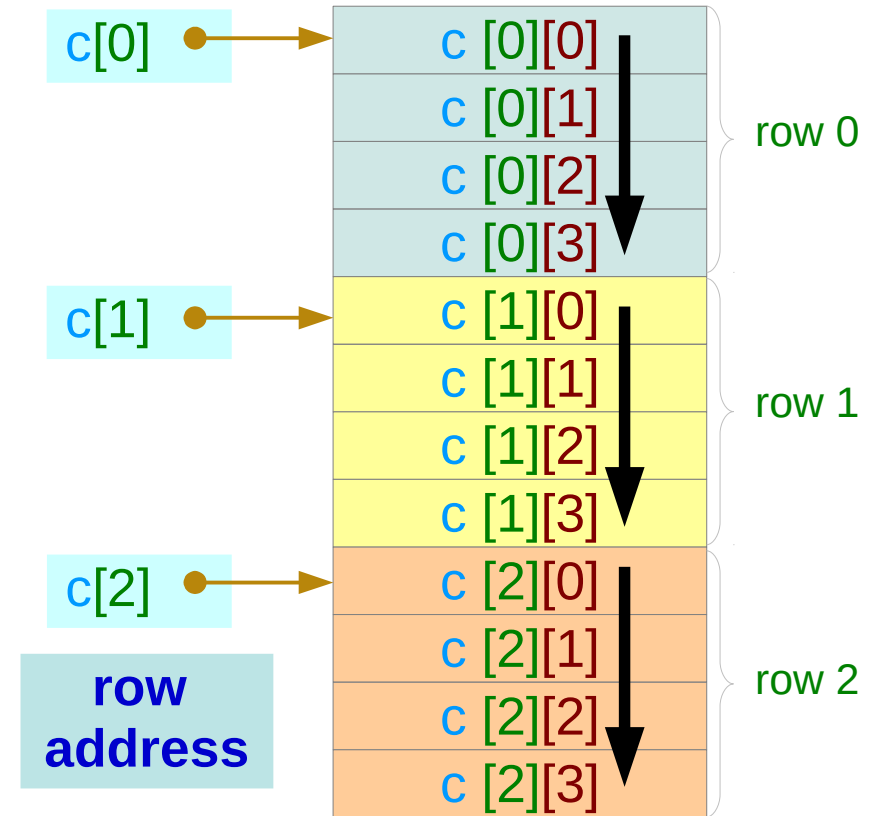 c[0]
c [0][0]
c [0][1]
c [0][2]
c [0][3]
row 0
c[1]
c [1][0]
c [1][1]
c [1][2]
c [1][3]
row 1
c[2]
c [2][0]
c [2][1]
c [2][2]
c [2][3]
row 2
row
address